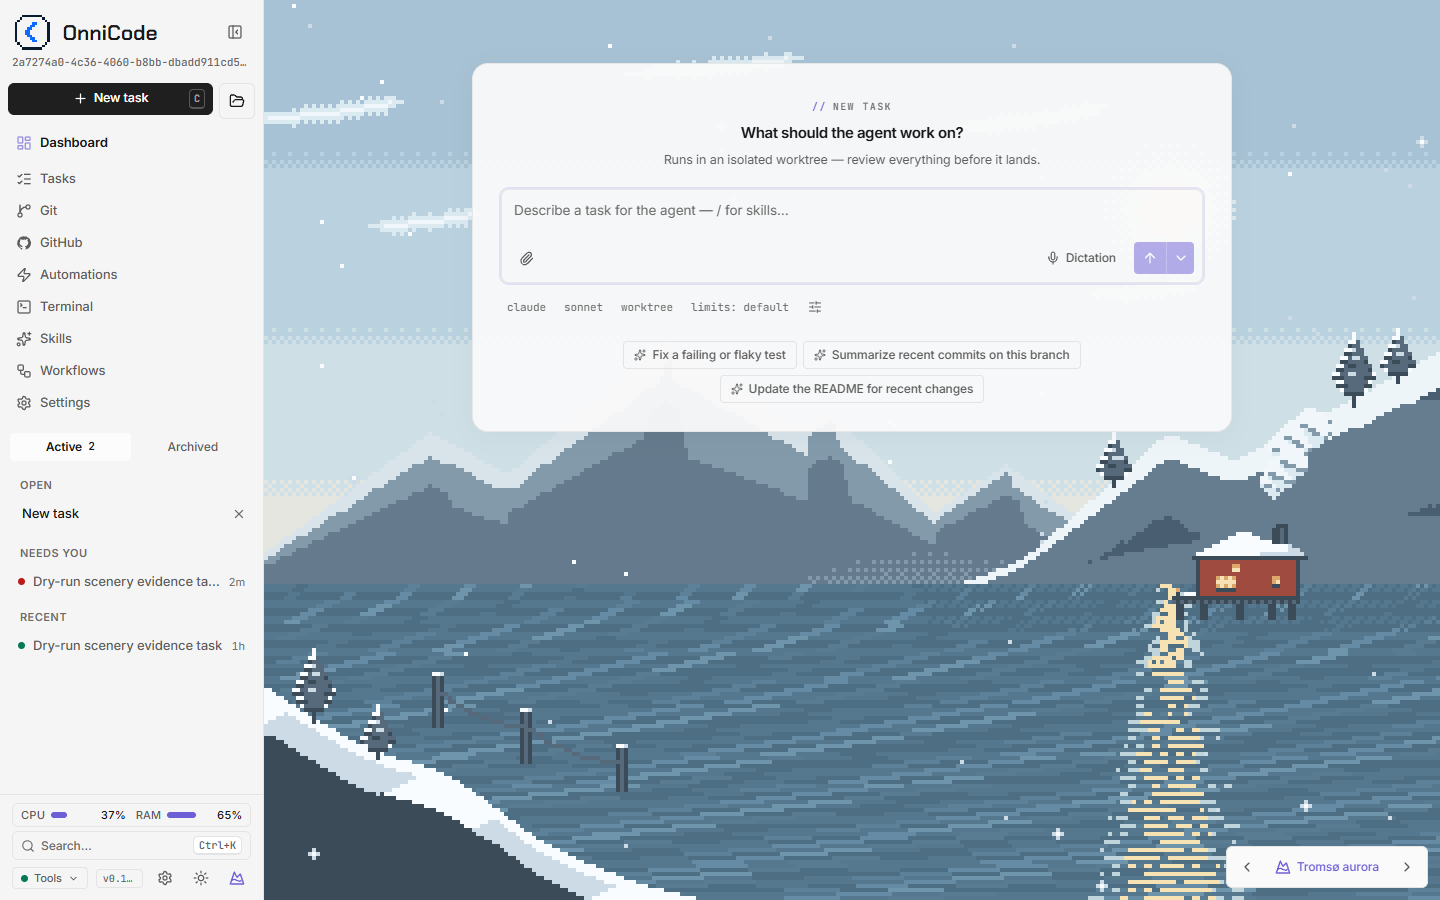 OnniCode
2a7274a0-4c36-4060-b8bb-dbadd911cd5…
New task C
Dashboard
Tasks
Git
GitHub
Automations
Terminal
Skills
Workflows
Settings
Active 2 Archived
OPEN
New task
NEEDS YOU
Dry-run scenery evidence ta... 2m
RECENT
Dry-run scenery evidence task 1h
CPU 37% RAM 65%
Search... Ctrl+K
Tools v0.1…
// NEW TASK
What should the agent work on?
Runs in an isolated worktree — review everything before it lands.
Describe a task for the agent — / for skills...
Dictation
claude sonnet worktree limits: default
Fix a failing or flaky test Summarize recent commits on this branch
Update the README for recent changes
Tromsø aurora